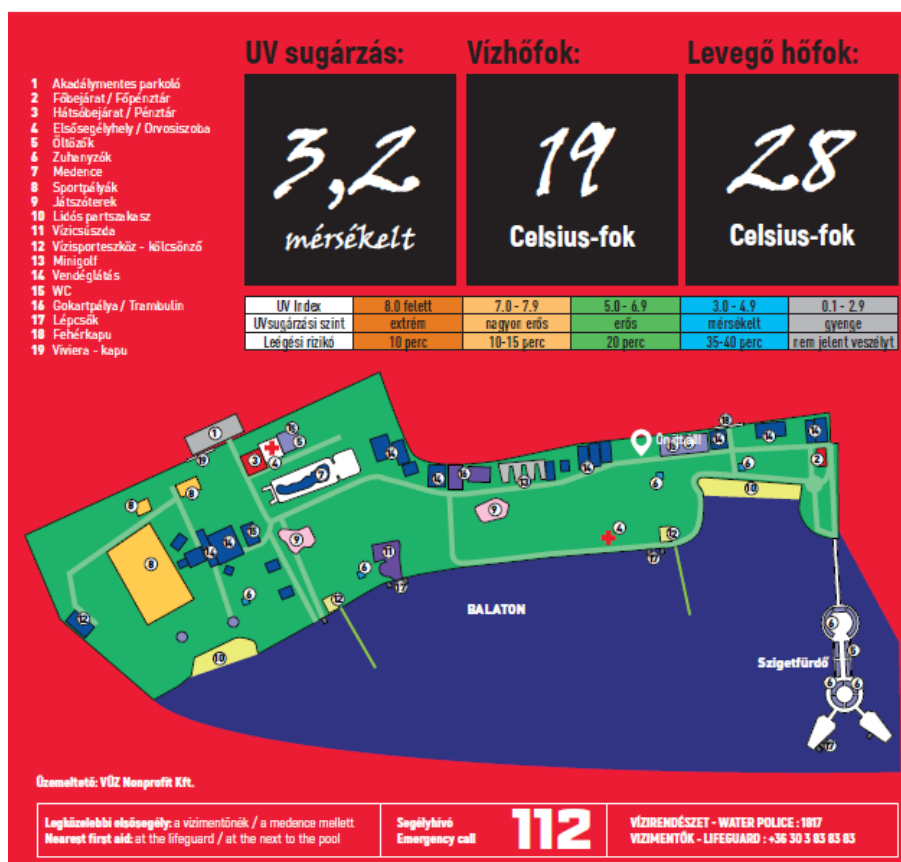 UV sugárzás:
Vízhőfok:
Levegő hőfok:
1 Akadálymentes parkoló
2 Főbejárat / Főpénztár
3 Hátsóbejárat / Pénztár
4 Elsősegélyhely / Orvosiszoba
5 Öltözők
6 Zuhanyzók
7 Medence
8 Sportpályák
9 Játszóterek
10 Lidós partszakasz
11 Vízicsúszda
12 Vízisporteszköz - kölcsönző
13 Minigolf
14 Vendéglátás
15 WC
16 Gokartpálya / Trambulin
17 Lépcsők
18 Fehérkapu
19 Viviera - kapu
3,2
mérsékelt
19
Celsius-fok
28
Celsius-fok
UV Index 8.0 felett 7.0 - 7.9 5.0 - 6.9 3.0 - 4.9 0.1 - 2.9
UVsugárzási szint extrém nagyon erős erős mérsékelt gyenge
Leégési rizikó 10 perc 10-15 perc 20 perc 35-40 perc nem jelent veszélyt
BALATON
Szigetfürdő
Üzemeltető: VÜZ Nonprofit Kft.
Legközelebbi elsősegély: a vízimentőnék / a medence mellett
Nearest first aid: at the lifeguard / at the next to the pool
Segélyhívó
Emergency call
112
VÍZIRENDÉSZET - WATER POLICE : 1817
VIZIMENTŐK - LIFEGUARD : +36 30 3 83 83 83